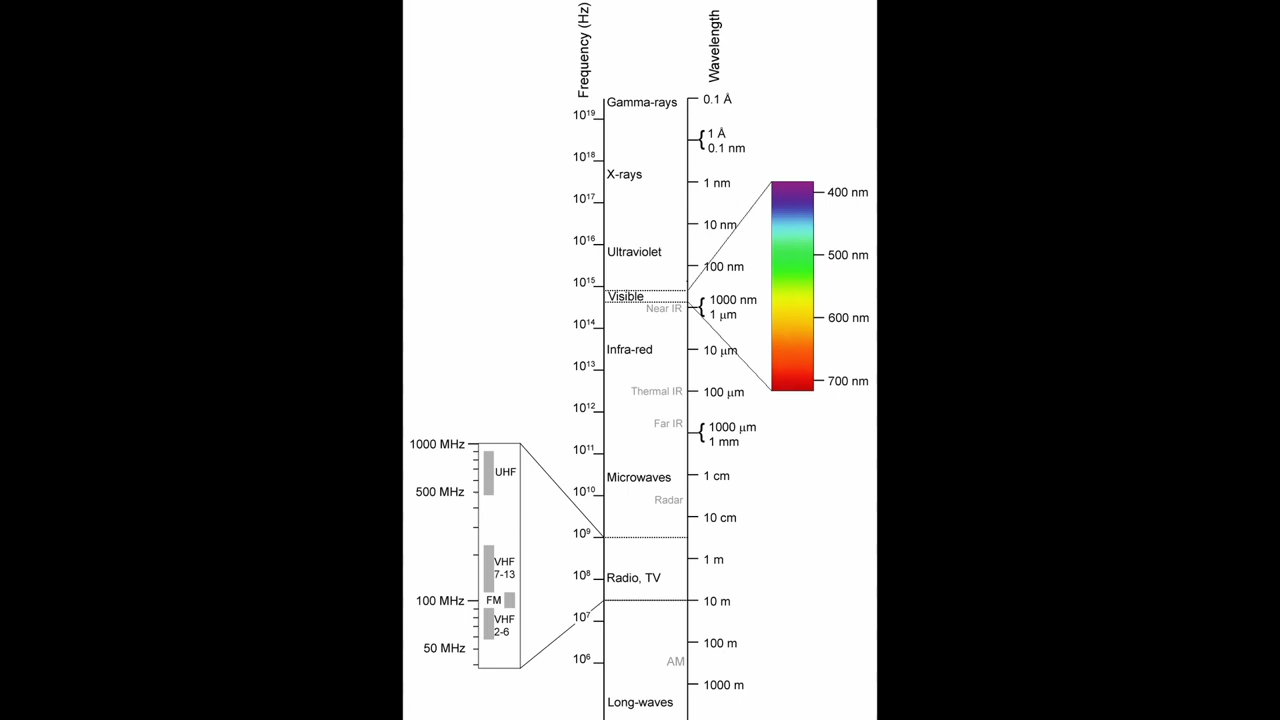 Frequency (Hz)
Wavelength
Gamma-rays
0.1 Å
10¹⁹
1 Å
0.1 nm
10¹⁸
X-rays
1 nm
400 nm
10¹⁷
10 nm
10¹⁶
Ultraviolet
500 nm
100 nm
10¹⁵
Visible
1000 nm
Near IR
1 µm
600 nm
10¹⁴
Infra-red
10 µm
10¹³
700 nm
Thermal IR
100 µm
10¹²
Far IR
1000 µm
1 mm
1000 MHz
10¹¹
UHF
Microwaves
1 cm
500 MHz
10¹⁰
Radar
10 cm
10⁹
VHF
7-13
1 m
10⁸
Radio, TV
100 MHz
FM
10 m
VHF
2-6
10⁷
50 MHz
100 m
10⁶
AM
1000 m
Long-waves